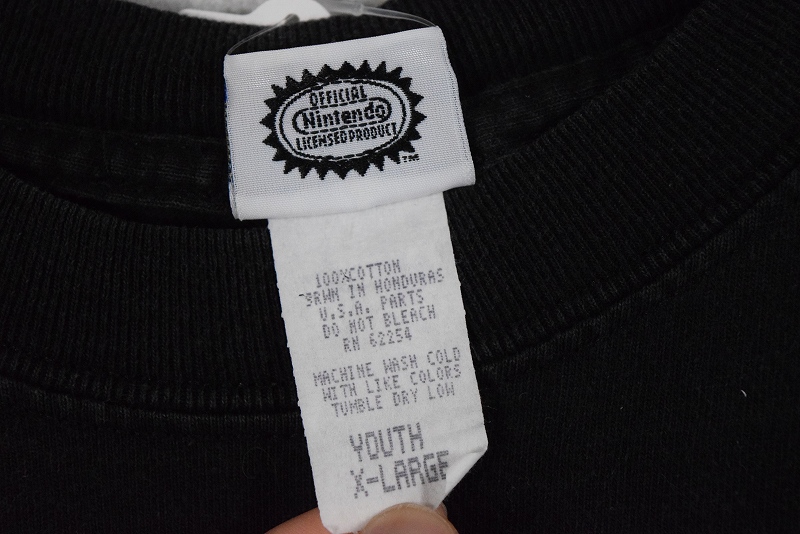 OFFICIAL
Nintendo
LICENSED PRODUCT
TM
100%COTTON
IN HONDURAS
U.S.A. PARTS
DO NOT BLEACH
RN 62254
MACHINE WASH COLD
WITH LIKE COLORS
TUMBLE DRY LOW
YOUTH
X-LARGE